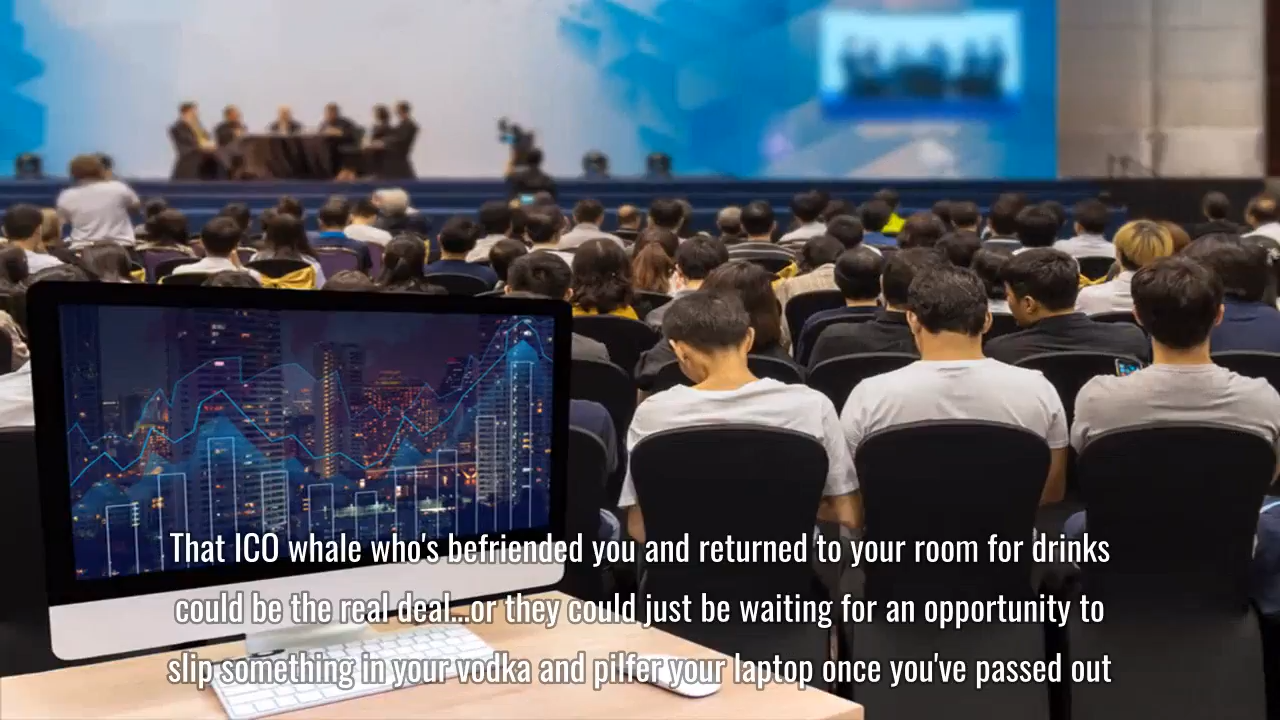 That ICO whale who's befriended you and returned to your room for drinks
could be the real deal...or they could just be waiting for an opportunity to
slip something in your vodka and pilfer your laptop once you've passed out